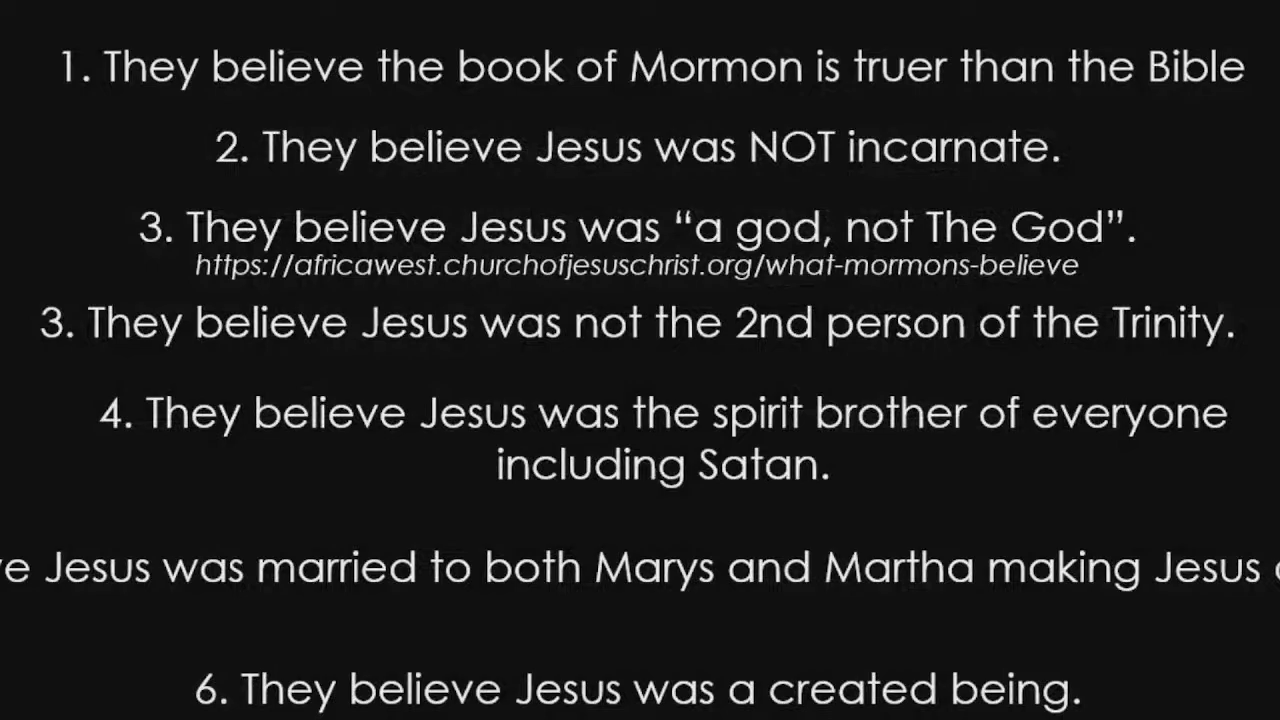 1. They believe the book of Mormon is truer than the Bible
2. They believe Jesus was NOT incarnate.
3. They believe Jesus was “a god, not The God”.
https://africawest.churchofjesuschrist.org/what-mormons-believe
3. They believe Jesus was not the 2nd person of the Trinity.
4. They believe Jesus was the spirit brother of everyone
including Satan.
Jesus was married to both Marys and Martha making Jesus
6. They believe Jesus was a created being.